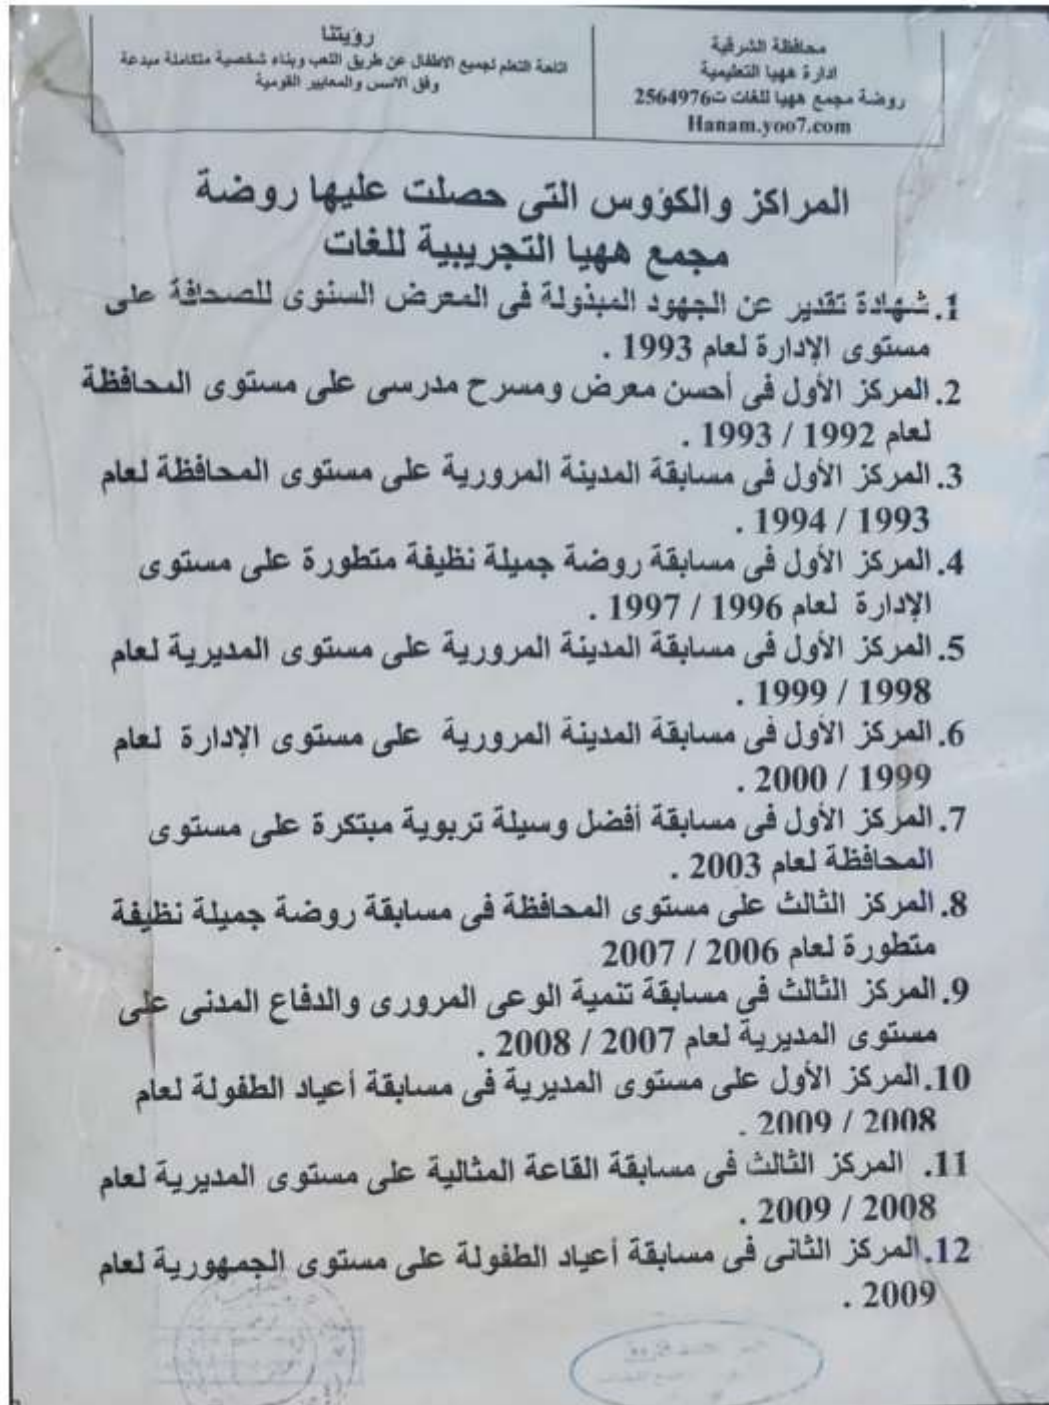 محافظة الشرقية
ادارة ههيا التعليمية
روضة مجمع ههيا للغات ت2564976
Hanam.yoo7.com
رؤيتنا
اتاحة التعلم لجميع الاطفال عن طريق اللعب وبناء شخصية متكاملة مبدعة
وفق الاسس والمعايير القومية
المراكز والكؤوس التى حصلت عليها روضة
مجمع ههيا التجريبية للغات
1. شهادة تقدير عن الجهود المبذولة فى المعرض السنوى للصحافة على
مستوى الإدارة لعام 1993 .
2. المركز الأول فى أحسن معرض ومسرح مدرسى على مستوى المحافظة
لعام 1992 / 1993 .
3. المركز الأول فى مسابقة المدينة المرورية على مستوى المحافظة لعام
1993 / 1994 .
4. المركز الأول فى مسابقة روضة جميلة نظيفة متطورة على مستوى
الإدارة لعام 1996 / 1997 .
5. المركز الأول فى مسابقة المدينة المرورية على مستوى المديرية لعام
1998 / 1999 .
6. المركز الأول فى مسابقة المدينة المرورية على مستوى الإدارة لعام
1999 / 2000 .
7. المركز الأول فى مسابقة أفضل وسيلة تربوية مبتكرة على مستوى
المحافظة لعام 2003 .
8. المركز الثالث على مستوى المحافظة فى مسابقة روضة جميلة نظيفة
متطورة لعام 2006 / 2007
9. المركز الثالث فى مسابقة تنمية الوعى المرورى والدفاع المدنى على
مستوى المديرية لعام 2007 / 2008 .
10. المركز الأول على مستوى المديرية فى مسابقة أعياد الطفولة لعام
2008 / 2009 .
11. المركز الثالث فى مسابقة القاعة المثالية على مستوى المديرية لعام
2008 / 2009 .
12. المركز الثانى فى مسابقة أعياد الطفولة على مستوى الجمهورية لعام
2009 .